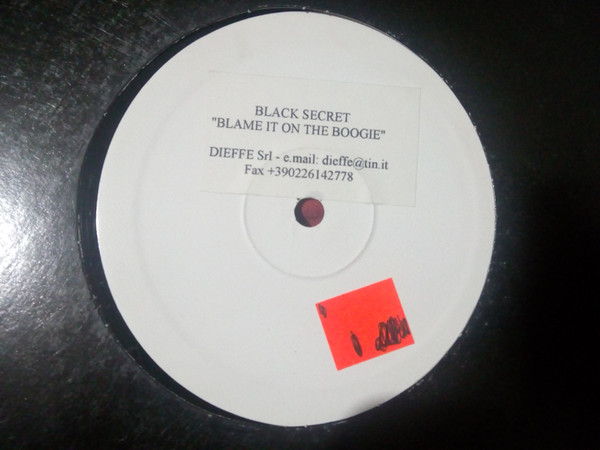 BLACK SECRET
"BLAME IT ON THE BOOGIE"
DIEFFE Srl - e.mail: dieffe@tin.it
Fax +390226142778